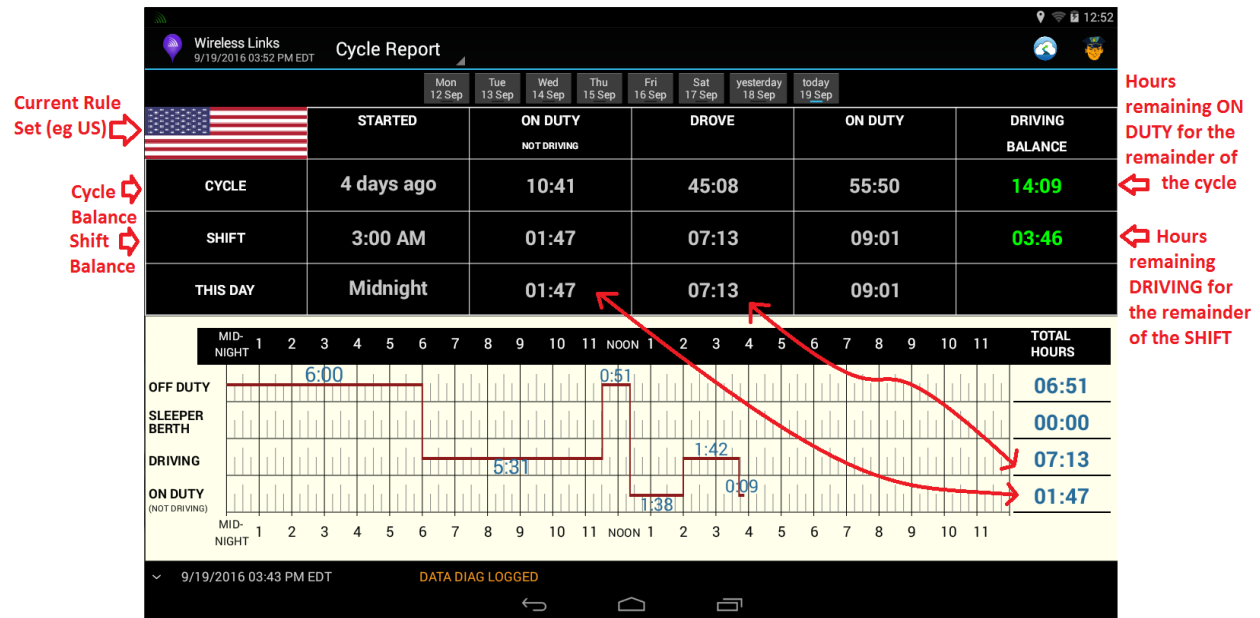 12:52
Wireless Links
9/19/2016 03:52 PM EDT
Cycle Report
Mon
12 Sep
Tue
13 Sep
Wed
14 Sep
Thu
15 Sep
Fri
16 Sep
Sat
17 Sep
yesterday
18 Sep
today
19 Sep
Current Rule
Set (eg US)
STARTED
ON DUTY
NOT DRIVING
DROVE
ON DUTY
DRIVING
BALANCE
Hours
remaining ON
DUTY for the
remainder of
the cycle
Cycle
Balance
CYCLE
4 days ago
10:41
45:08
55:50
14:09
Shift
Balance
SHIFT
3:00 AM
01:47
07:13
09:01
03:46
Hours
remaining
DRIVING for
the remainder
of the SHIFT
THIS DAY
Midnight
01:47
07:13
09:01
MID-
NIGHT 1 2 3 4 5 6 7 8 9 10 11 NOON 1 2 3 4 5 6 7 8 9 10 11
TOTAL
HOURS
OFF DUTY
6:00
0:51
06:51
SLEEPER
BERTH
00:00
DRIVING
5:31
1:42
07:13
ON DUTY
(NOT DRIVING)
1:38
0:09
01:47
MID-
NIGHT 1 2 3 4 5 6 7 8 9 10 11 NOON 1 2 3 4 5 6 7 8 9 10 11
9/19/2016 03:43 PM EDT
DATA DIAG LOGGED